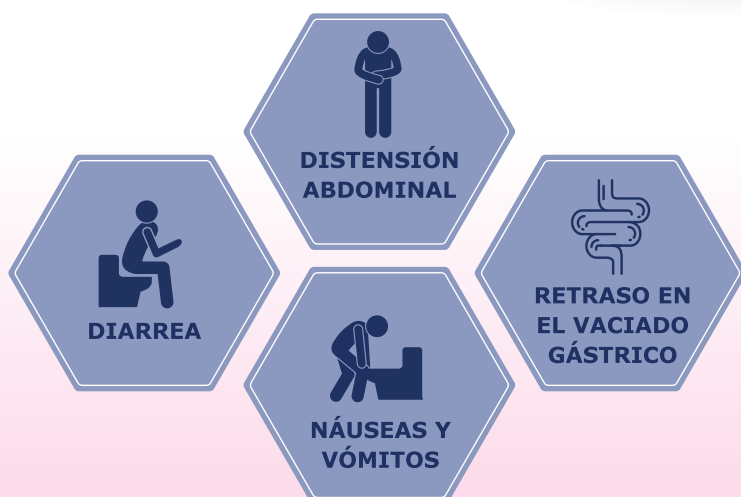 DISTENSIÓN
ABDOMINAL
DIARREA
RETRASO EN
EL VACIADO
GÁSTRICO
NÁUSEAS Y
VÓMITOS